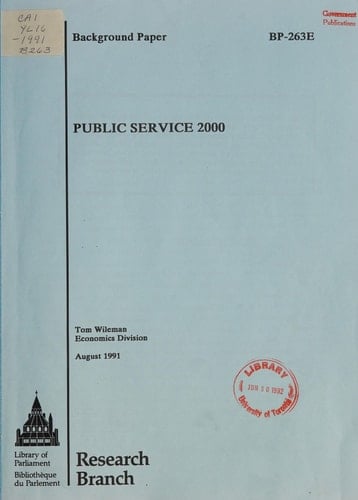 CA1
YL16
-1991
B263
Background Paper
BP-263E
Government
Publications
PUBLIC SERVICE 2000
Tom Wileman
Economics Division
August 1991
LIBRARY
JUN 10 1992
University of Toronto
Library of
Parliament
Bibliothèque
du Parlement
Research
Branch